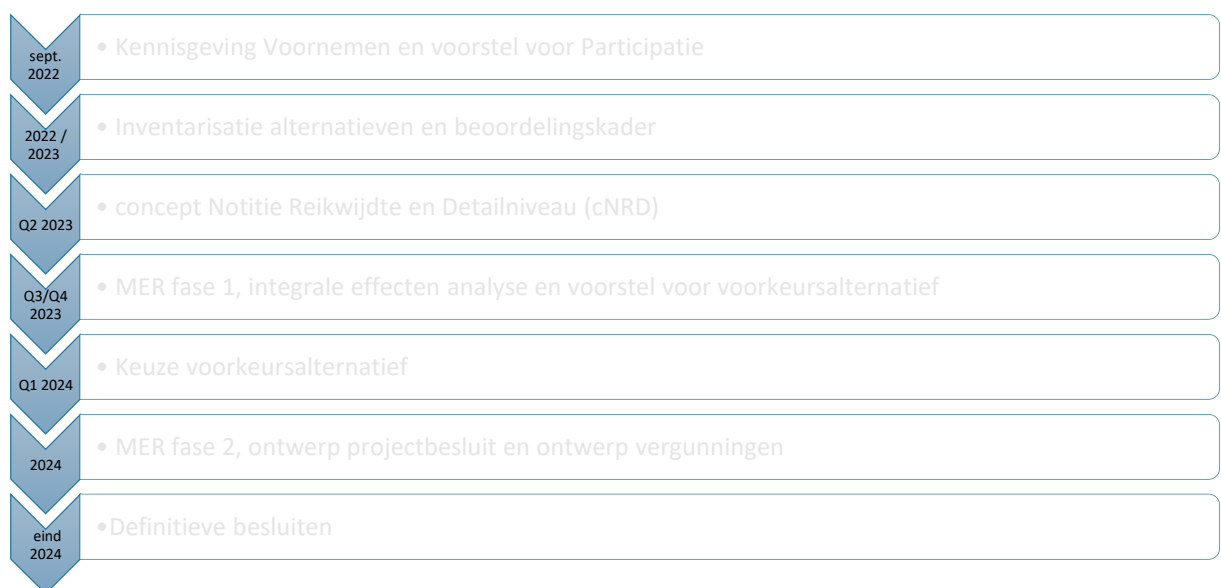 sept.
2022
• Kennisgeving Voornemen en voorstel voor Participatie
2022 /
2023
• Inventarisatie alternatieven en beoordelingskader
Q2 2023
• concept Notitie Reikwijdte en Detailniveau (cNRD)
Q3/Q4
2023
• MER fase 1, integrale effecten analyse en voorstel voor voorkeursalternatief
Q1 2024
• Keuze voorkeursalternatief
2024
• MER fase 2, ontwerp projectbesluit en ontwerp vergunningen
eind
2024
•Definitieve besluiten